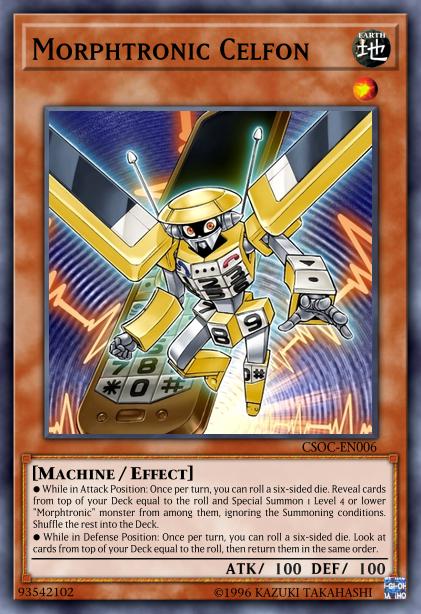 MORPHTRONIC CELFON
EARTH
地
CSOC-EN006
[MACHINE / EFFECT]
● While in Attack Position: Once per turn, you can roll a six-sided die. Reveal cards
from top of your Deck equal to the roll and Special Summon 1 Level 4 or lower
"Morphtronic" monster from among them, ignoring the Summoning conditions.
Shuffle the rest into the Deck.
● While in Defense Position: Once per turn, you can roll a six-sided die. Look at
cards from top of your Deck equal to the roll, then return them in the same order.
ATK/ 100 DEF/ 100
93542102
©1996 KAZUKI TAKAHASHI